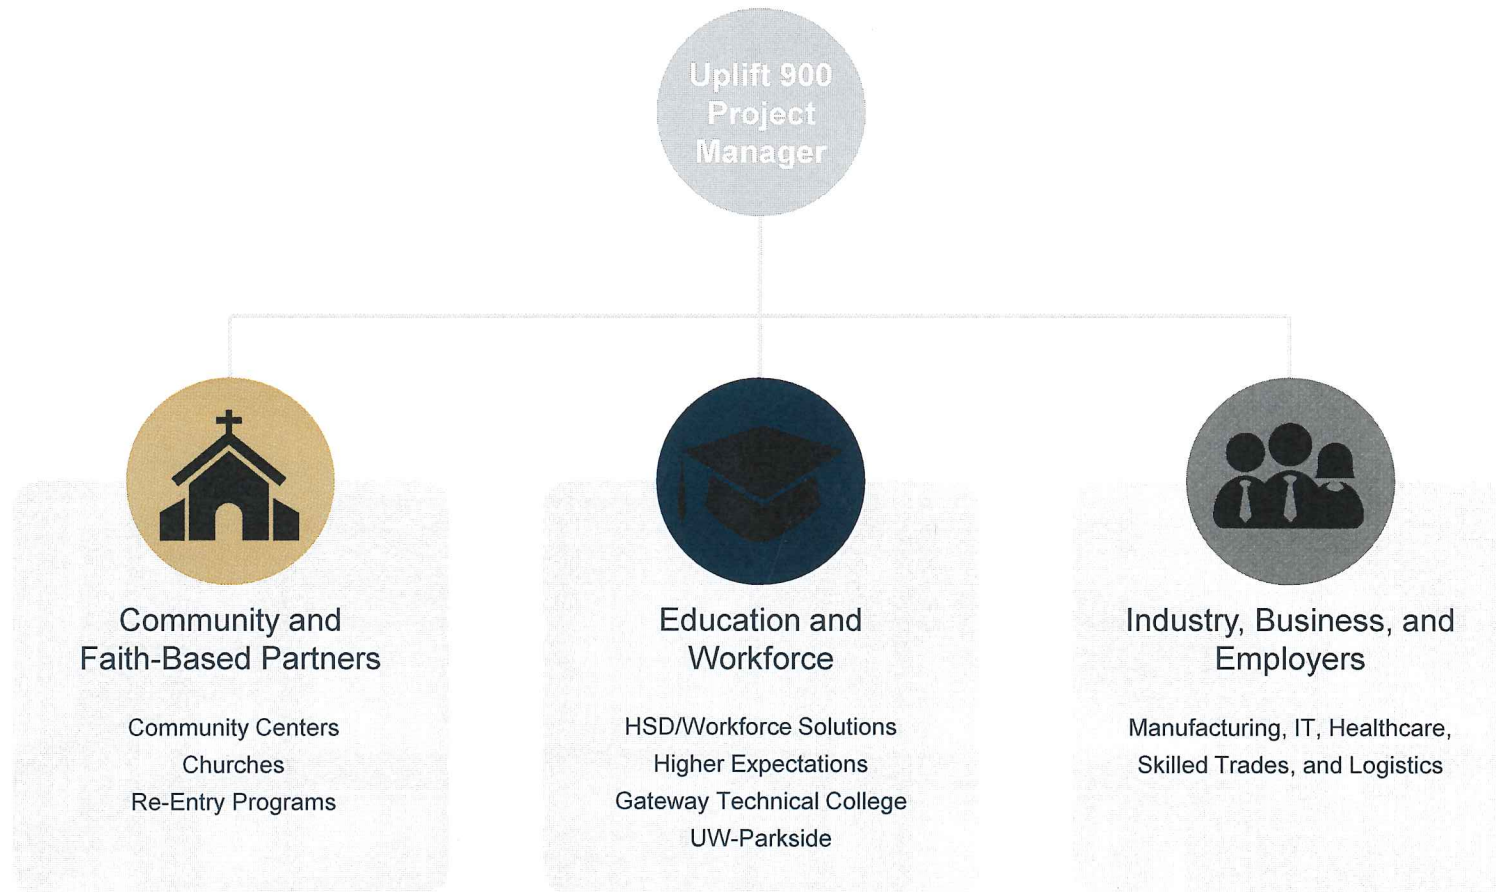 Uplift 900
Project
Manager
Community and
Faith-Based Partners
Community Centers
Churches
Re-Entry Programs
Education and
Workforce
HSD/Workforce Solutions
Higher Expectations
Gateway Technical College
UW-Parkside
Industry, Business, and
Employers
Manufacturing, IT, Healthcare,
Skilled Trades, and Logistics